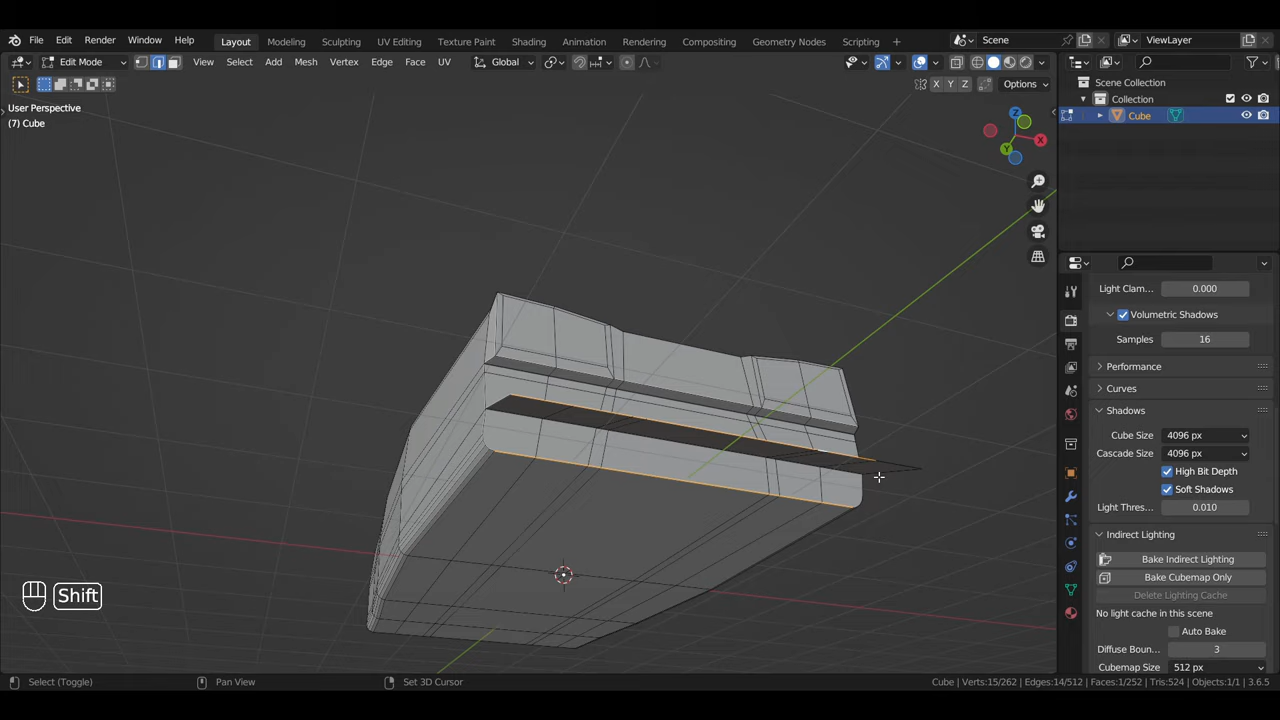 File Edit Render Window Help Layout Modeling Sculpting UV Editing Texture Paint Shading Animation Rendering Compositing Geometry Nodes Scripting + Scene ViewLayer
Edit Mode View Select Add Mesh Vertex Edge Face UV Global
X Y Z Options
User Perspective
(7) Cube
Z
X
Y
Scene Collection
Collection
Cube
Light Clam... 0.000
Volumetric Shadows
Samples 16
Performance
Curves
Shadows
Cube Size 4096 px
Cascade Size 4096 px
High Bit Depth
Soft Shadows
Light Thres... 0.010
Indirect Lighting
Bake Indirect Lighting
Bake Cubemap Only
Delete Lighting Cache
No light cache in this scene
Auto Bake
Diffuse Boun... 3
Cubemap Size 512 px
Shift
Select (Toggle) Pan View Set 3D Cursor Cube | Verts:15/262 | Edges:14/512 | Faces:1/252 | Tris:524 | Objects:1/1 | 3.6.5